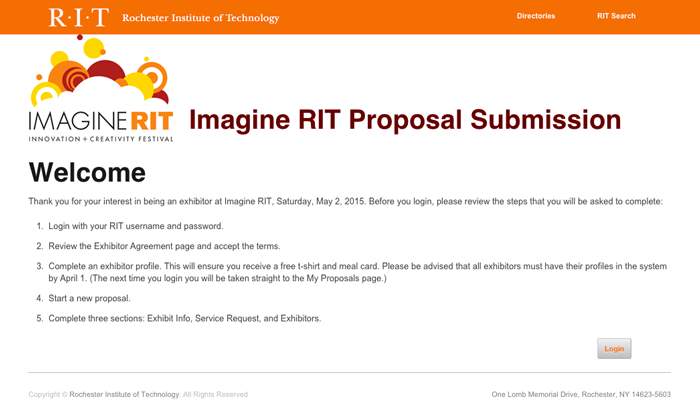 R·I·T Rochester Institute of Technology
Directories
RIT Search
IMAGINE RIT
INNOVATION + CREATIVITY FESTIVAL
Imagine RIT Proposal Submission
Welcome
Thank you for your interest in being an exhibitor at Imagine RIT, Saturday, May 2, 2015. Before you login, please review the steps that you will be asked to complete:
1. Login with your RIT username and password.
2. Review the Exhibitor Agreement page and accept the terms.
3. Complete an exhibitor profile. This will ensure you receive a free t-shirt and meal card. Please be advised that all exhibitors must have their profiles in the system
by April 1. (The next time you login you will be taken straight to the My Proposals page.)
4. Start a new proposal.
5. Complete three sections: Exhibit Info, Service Request, and Exhibitors.
Login
Copyright © Rochester Institute of Technology. All Rights Reserved
One Lomb Memorial Drive, Rochester, NY 14623-5603